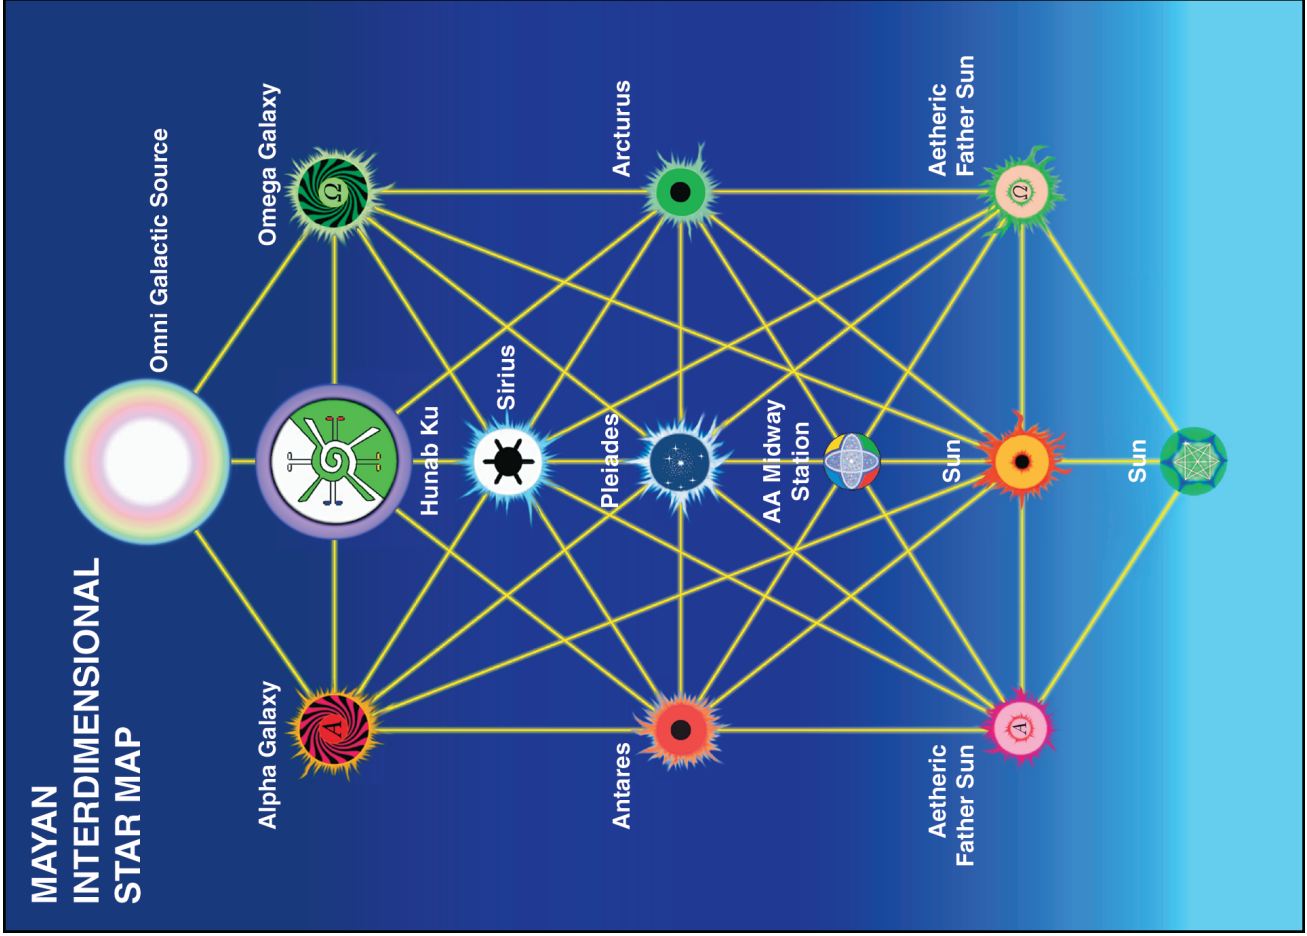 MAYAN
INTERDIMENSIONAL
STAR MAP
Omni Galactic Source
Alpha Galaxy
Omega Galaxy
A
Ω
Hunab Ku
Sirius
Antares
Pleiades
Arcturus
AA Midway
Station
Aetheric
Father Sun
Sun
Aetheric
Father Sun
A
Ω
Sun